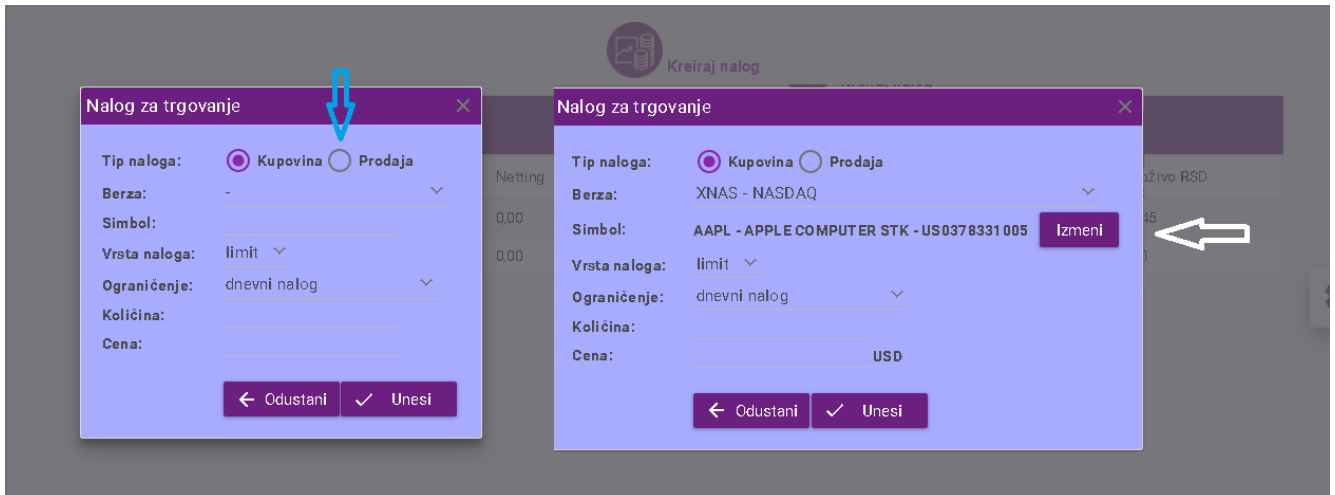 Kreiraj nalog
Nalog za trgovanje
Tip naloga: Kupovina Prodaja
Berza: -
Simbol:
Vrsta naloga: limit
Ograničenje: dnevni nalog
Količina:
Cena:
Odustani Unesi
Netting
0,00
0,00
Nalog za trgovanje
Tip naloga: Kupovina Prodaja
Berza: XNAS - NASDAQ
Simbol: AAPL - APPLE COMPUTER STK - US0378331005 Izmeni
Vrsta naloga: limit
Ograničenje: dnevni nalog
Količina:
Cena: USD
Odustani Unesi
RSD